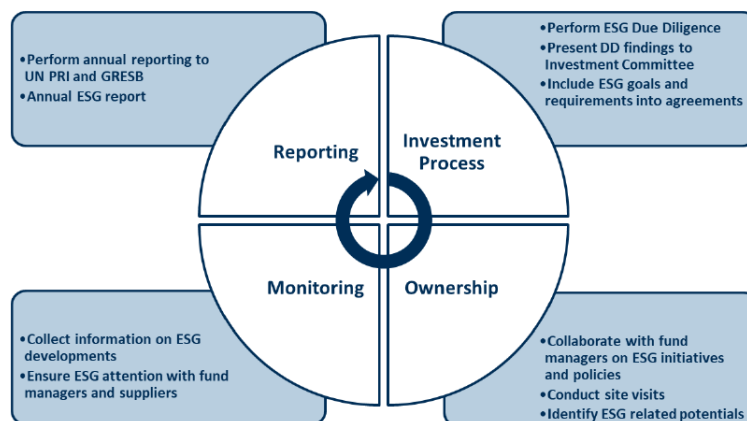 •Perform annual reporting to
UN PRI and GRESB
•Annual ESG report
•Perform ESG Due Diligence
•Present DD findings to
Investment Committee
•Include ESG goals and
requirements into agreements
Reporting
Investment
Process
Monitoring
Ownership
•Collect information on ESG
developments
•Ensure ESG attention with fund
managers and suppliers
•Collaborate with fund
managers on ESG initiatives
and policies
•Conduct site visits
•Identify ESG related potentials